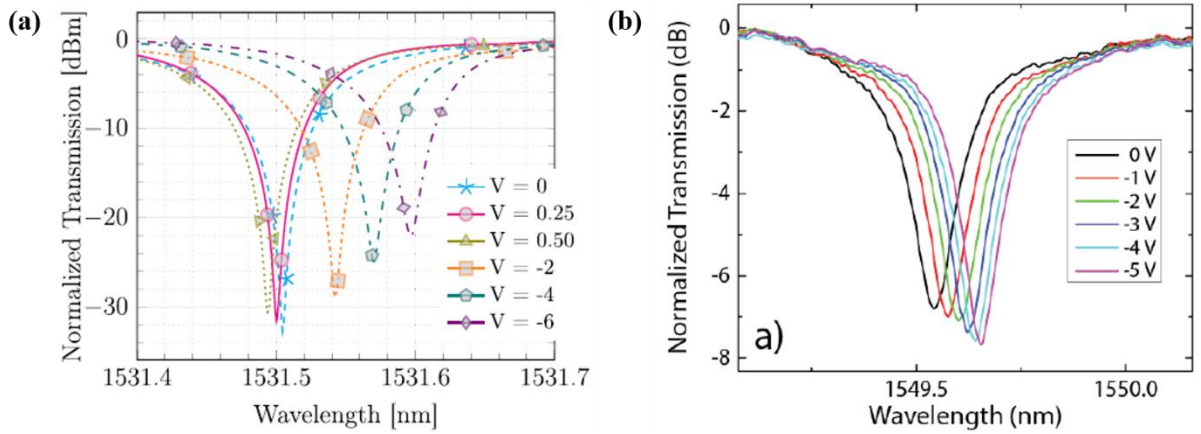 (a)
Normalized Transmission [dBm]
0
−10
−20
−30
1531.4
1531.5
1531.6
1531.7
Wavelength [nm]
V = 0
V = 0.25
V = 0.50
V = -2
V = -4
V = -6
(b)
Normalized Transmission (dB)
0
-2
-4
-6
-8
1549.5
1550.0
Wavelength (nm)
0 V
-1 V
-2 V
-3 V
-4 V
-5 V
a)